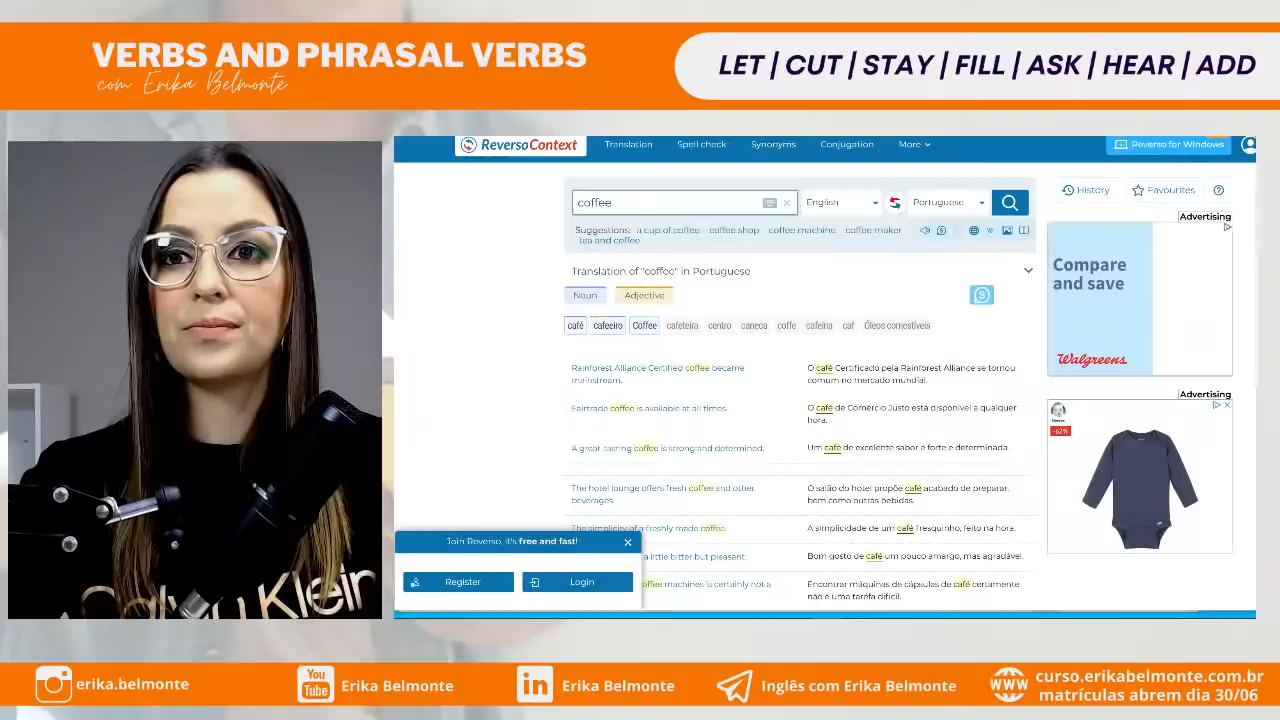 VERBS AND PHRASAL VERBS
com Erika Belmonte
LET | CUT | STAY | FILL | ASK | HEAR | ADD
ReversoContext
Translation
Spell check
Synonyms
Conjugation
More
Reverso for Windows
coffee
English
Portuguese
History
Favourites
Suggestions: a cup of coffee coffee shop coffee machine coffee maker
tea and coffee
Translation of "coffee" in Portuguese
Noun
Adjective
café cafeeiro Coffee cafeteira centro caneca coffe cafeína caf Óleos comestíveis
Rainforest Alliance Certified coffee became
mainstream.
O café Certificado pela Rainforest Alliance se tornou
comum no mercado mundial.
Fairtrade coffee is available at all times.
O café de Comércio Justo está disponível a qualquer
hora.
A great-tasting coffee is strong and determined.
Um café de excelente sabor é forte e determinada.
The hotel lounge offers fresh coffee and other
beverages.
O salão do hotel propõe café acabado de preparar,
bem como outras bebidas.
The simplicity of a freshly made coffee.
A simplicidade de um café fresquinho, feito na hora.
a little bitter but pleasant.
Bom gosto de café um pouco amargo, mas agradável.
offee machines is certainly not a
Encontrar máquinas de cápsulas de café certamente
não é uma tarefa difícil.
Join Reverso, it's free and fast!
Register
Login
Advertising
Compare
and save
Walgreens
Advertising
-62%
Calvin Klein
erika.belmonte
You
Tube
Erika Belmonte
in
Erika Belmonte
Inglês com Erika Belmonte
WWW
curso.erikabelmonte.com.br
matrículas abrem dia 30/06